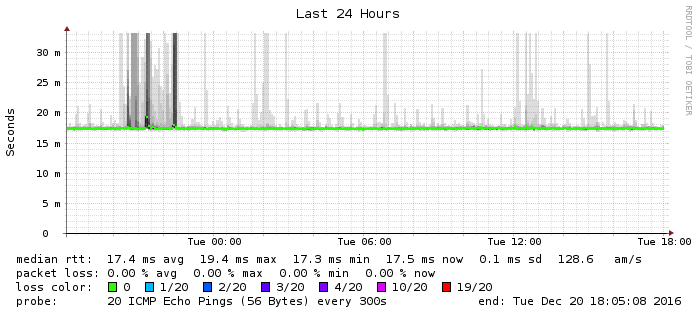 Last 24 Hours
RRDTOOL / TOBI OETIKER
Seconds
30 m
25 m
20 m
15 m
10 m
5 m
0
Tue 00:00 Tue 06:00 Tue 12:00 Tue 18:00
median rtt: 17.4 ms avg 19.4 ms max 17.3 ms min 17.5 ms now 0.1 ms sd 128.6 am/s
packet loss: 0.00 % avg 0.00 % max 0.00 % min 0.00 % now
loss color: 0 1/20 2/20 3/20 4/20 10/20 19/20
probe: 20 ICMP Echo Pings (56 Bytes) every 300s end: Tue Dec 20 18:05:08 2016